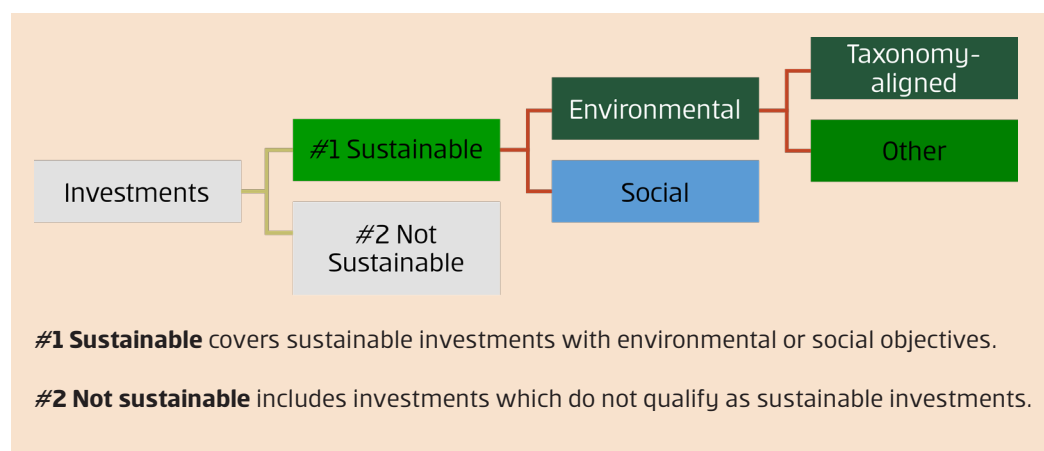 Taxonomy-
aligned
Environmental
#1 Sustainable
Other
Investments
Social
#2 Not
Sustainable
#1 Sustainable covers sustainable investments with environmental or social objectives.
#2 Not sustainable includes investments which do not qualify as sustainable investments.